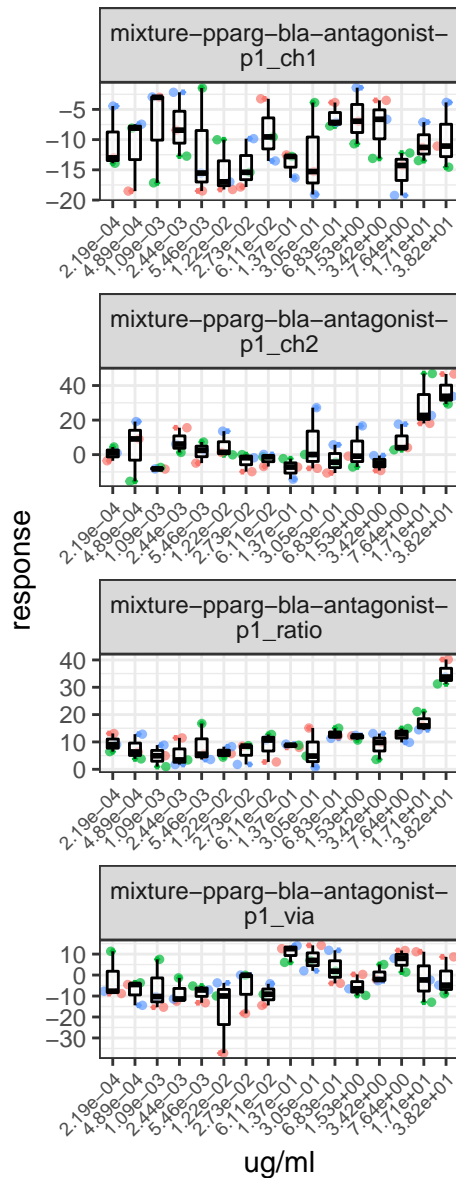 mixture−pparg−bla−antagonist−
p1_ch1
−5
−10
−15
−20
2.19e−04
4.89e−04
1.09e−03
2.44e−03
5.46e−03
1.22e−02
2.73e−02
6.11e−02
1.37e−01
3.05e−01
6.83e−01
1.53e+00
3.42e+00
7.64e+00
1.71e+01
3.82e+01
mixture−pparg−bla−antagonist−
p1_ch2
40
20
0
2.19e−04
4.89e−04
1.09e−03
2.44e−03
5.46e−03
1.22e−02
2.73e−02
6.11e−02
1.37e−01
3.05e−01
6.83e−01
1.53e+00
3.42e+00
7.64e+00
1.71e+01
3.82e+01
response
mixture−pparg−bla−antagonist−
p1_ratio
40
30
20
10
0
2.19e−04
4.89e−04
1.09e−03
2.44e−03
5.46e−03
1.22e−02
2.73e−02
6.11e−02
1.37e−01
3.05e−01
6.83e−01
1.53e+00
3.42e+00
7.64e+00
1.71e+01
3.82e+01
mixture−pparg−bla−antagonist−
p1_via
10
0
−10
−20
−30
2.19e−04
4.89e−04
1.09e−03
2.44e−03
5.46e−03
1.22e−02
2.73e−02
6.11e−02
1.37e−01
3.05e−01
6.83e−01
1.53e+00
3.42e+00
7.64e+00
1.71e+01
3.82e+01
ug/ml